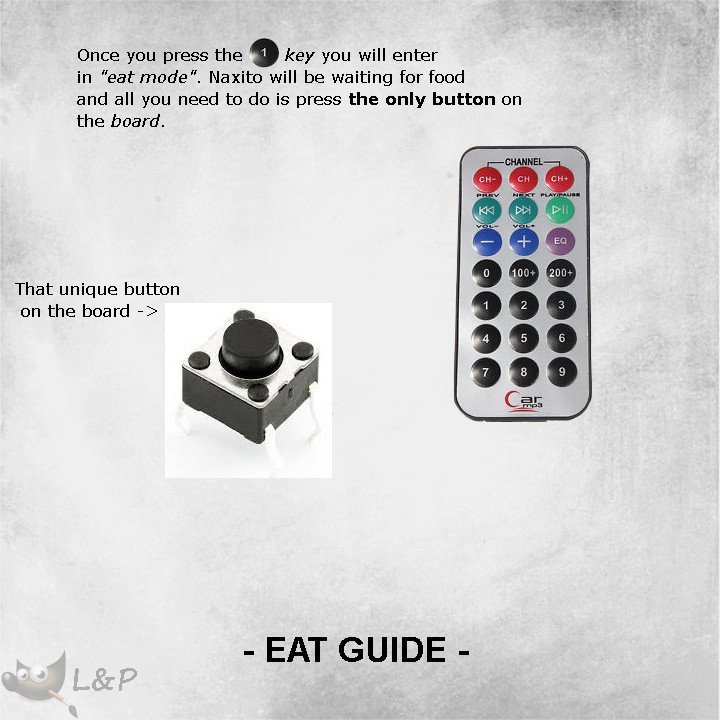 Once you press the 1 key you will enter
in "eat mode". Naxito will be waiting for food
and all you need to do is press the only button on
the board.
CHANNEL
CH- CH CH+
PREV NEXT PLAY/PAUSE
VOL- VOL+
EQ
0 100+ 200+
1 2 3
4 5 6
7 8 9
Car
mp3
That unique button
on the board ->
- EAT GUIDE -
L&P